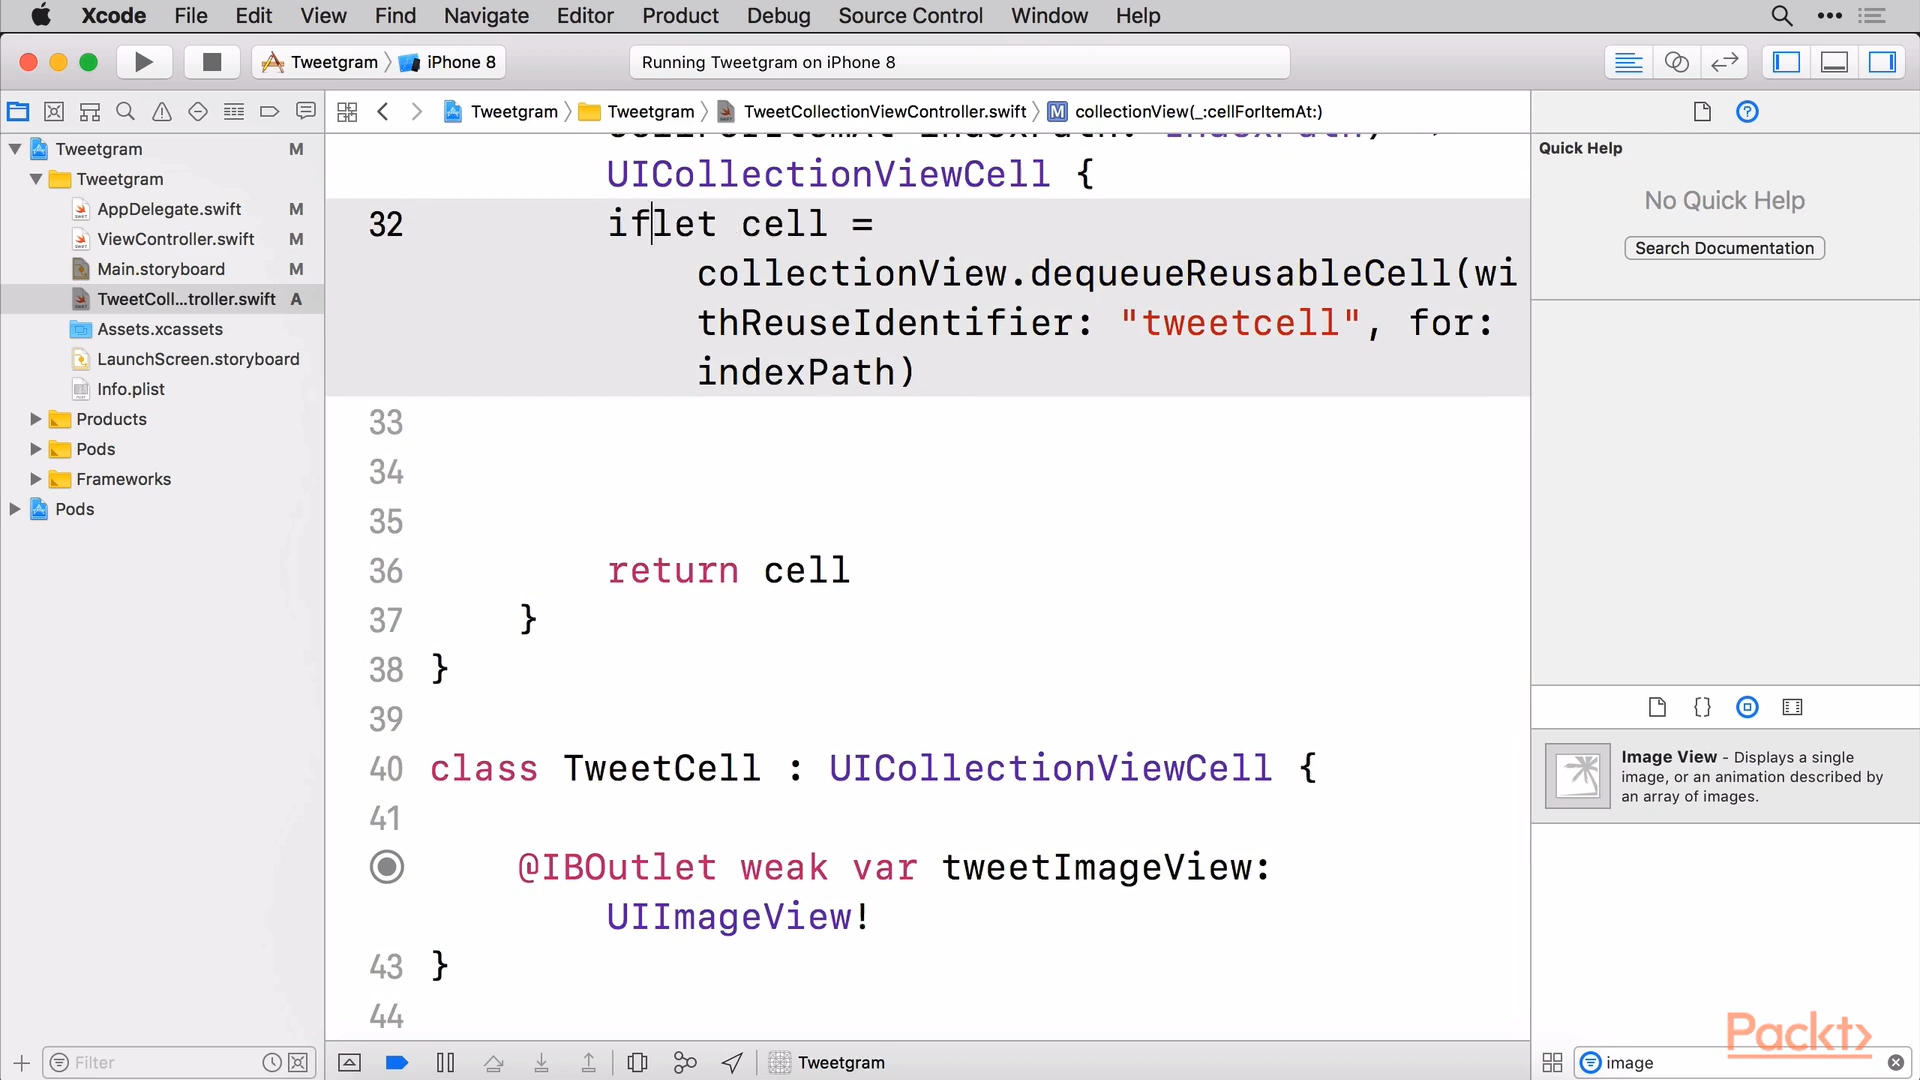 Xcode File Edit View Find Navigate Editor Product Debug Source Control Window Help
Tweetgram iPhone 8
Running Tweetgram on iPhone 8
Tweetgram Tweetgram TweetCollectionViewController.swift M collectionView(_:cellForItemAt:)
Tweetgram M
Tweetgram
AppDelegate.swift M
ViewController.swift M
Main.storyboard M
TweetColl...troller.swift A
Assets.xcassets
LaunchScreen.storyboard
Info.plist
Products
Pods
Frameworks
Pods
cellForItemAt indexPath: IndexPath) ->
UICollectionViewCell {
32 iflet cell =
collectionView.dequeueReusableCell(wi
thReuseIdentifier: "tweetcell", for:
indexPath)
33
34
35
36 return cell
37 }
38 }
39
40 class TweetCell : UICollectionViewCell {
41
@IBOutlet weak var tweetImageView:
UIImageView!
43 }
44
Quick Help
No Quick Help
Search Documentation
Image View - Displays a single
image, or an animation described by
an array of images.
Packt>
Filter
Tweetgram
image